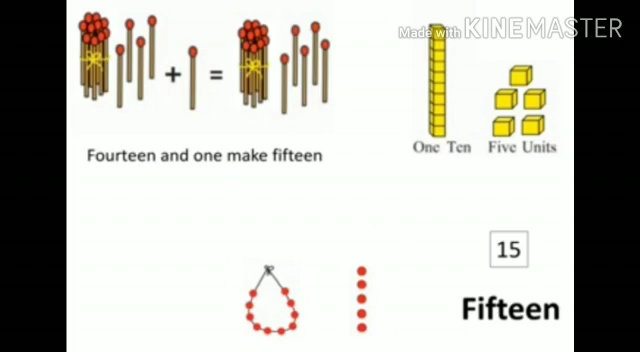 Made with KINEMASTER
+ =
Fourteen and one make fifteen
One Ten Five Units
15
Fifteen